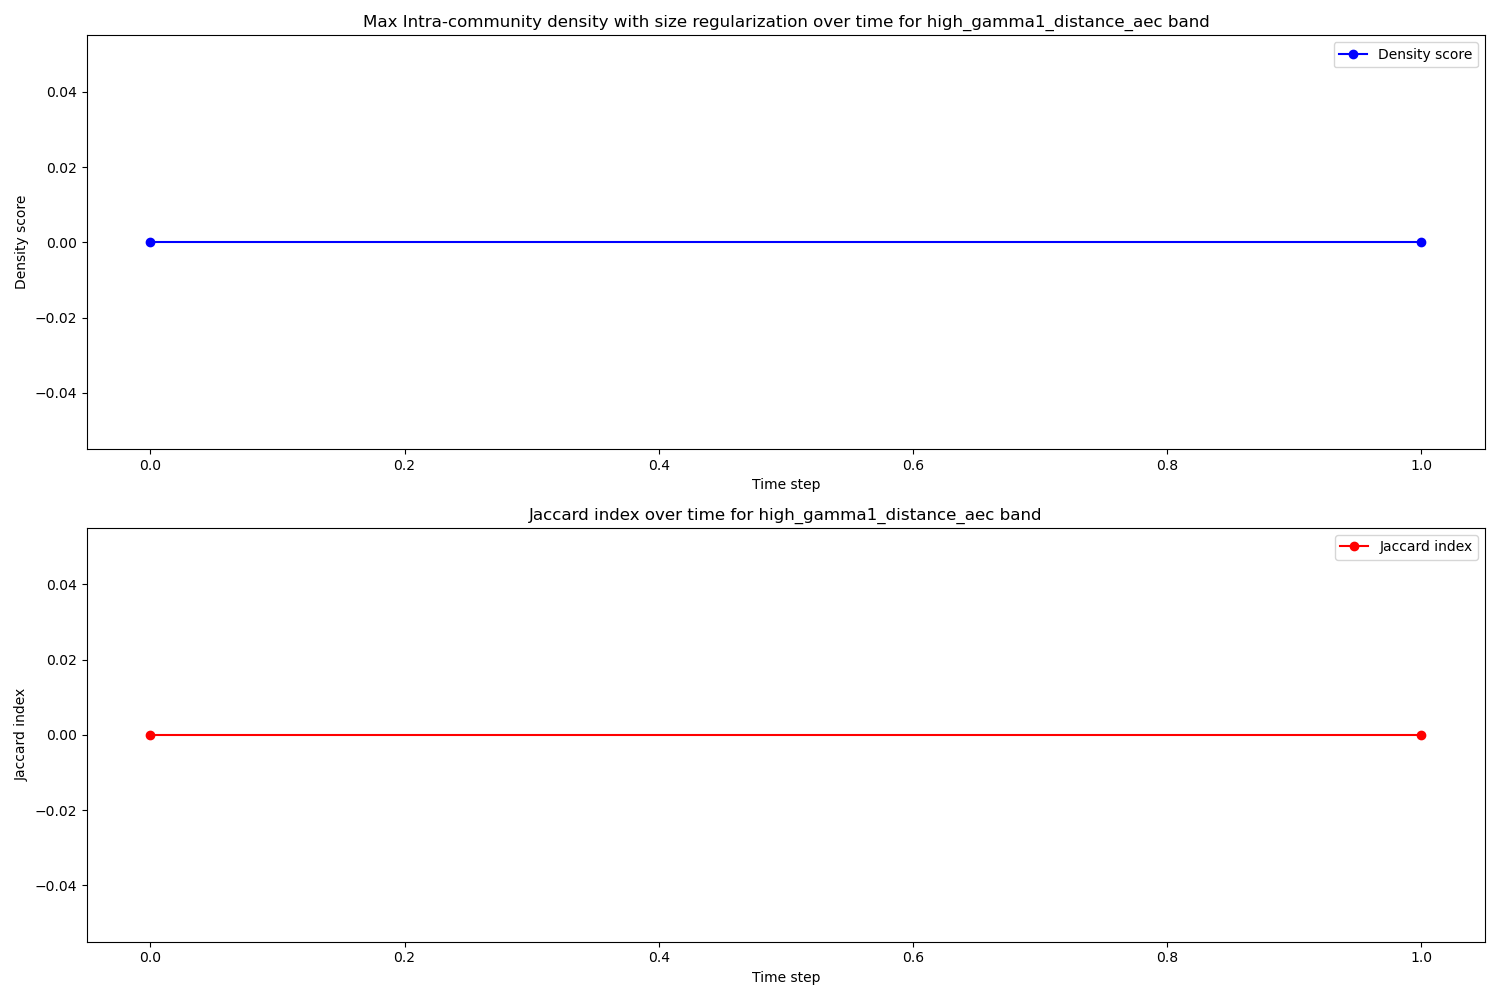 Max Intra-community density with size regularization over time for high_gamma1_distance_aec band
Density score
0.04
0.02
0.00
−0.02
−0.04
Density score
0.0 0.2 0.4 0.6 0.8 1.0
Time step
Jaccard index over time for high_gamma1_distance_aec band
Jaccard index
0.04
0.02
0.00
−0.02
−0.04
Jaccard index
0.0 0.2 0.4 0.6 0.8 1.0
Time step